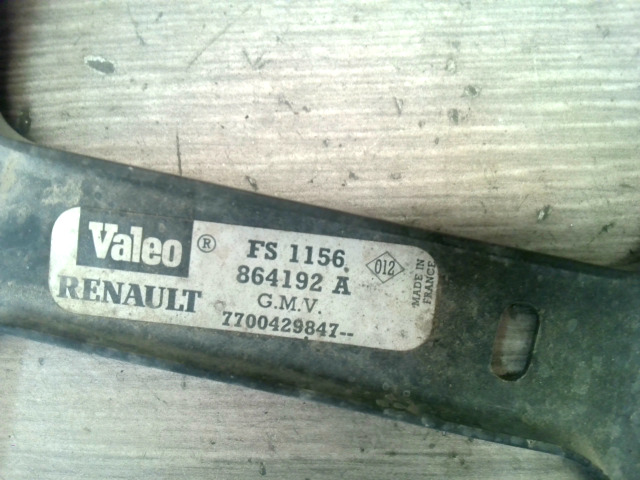 Valeo ®
RENAULT
FS 1156
864192 A
G.M.V.
7700429847--
012
MADE IN
FRANCE